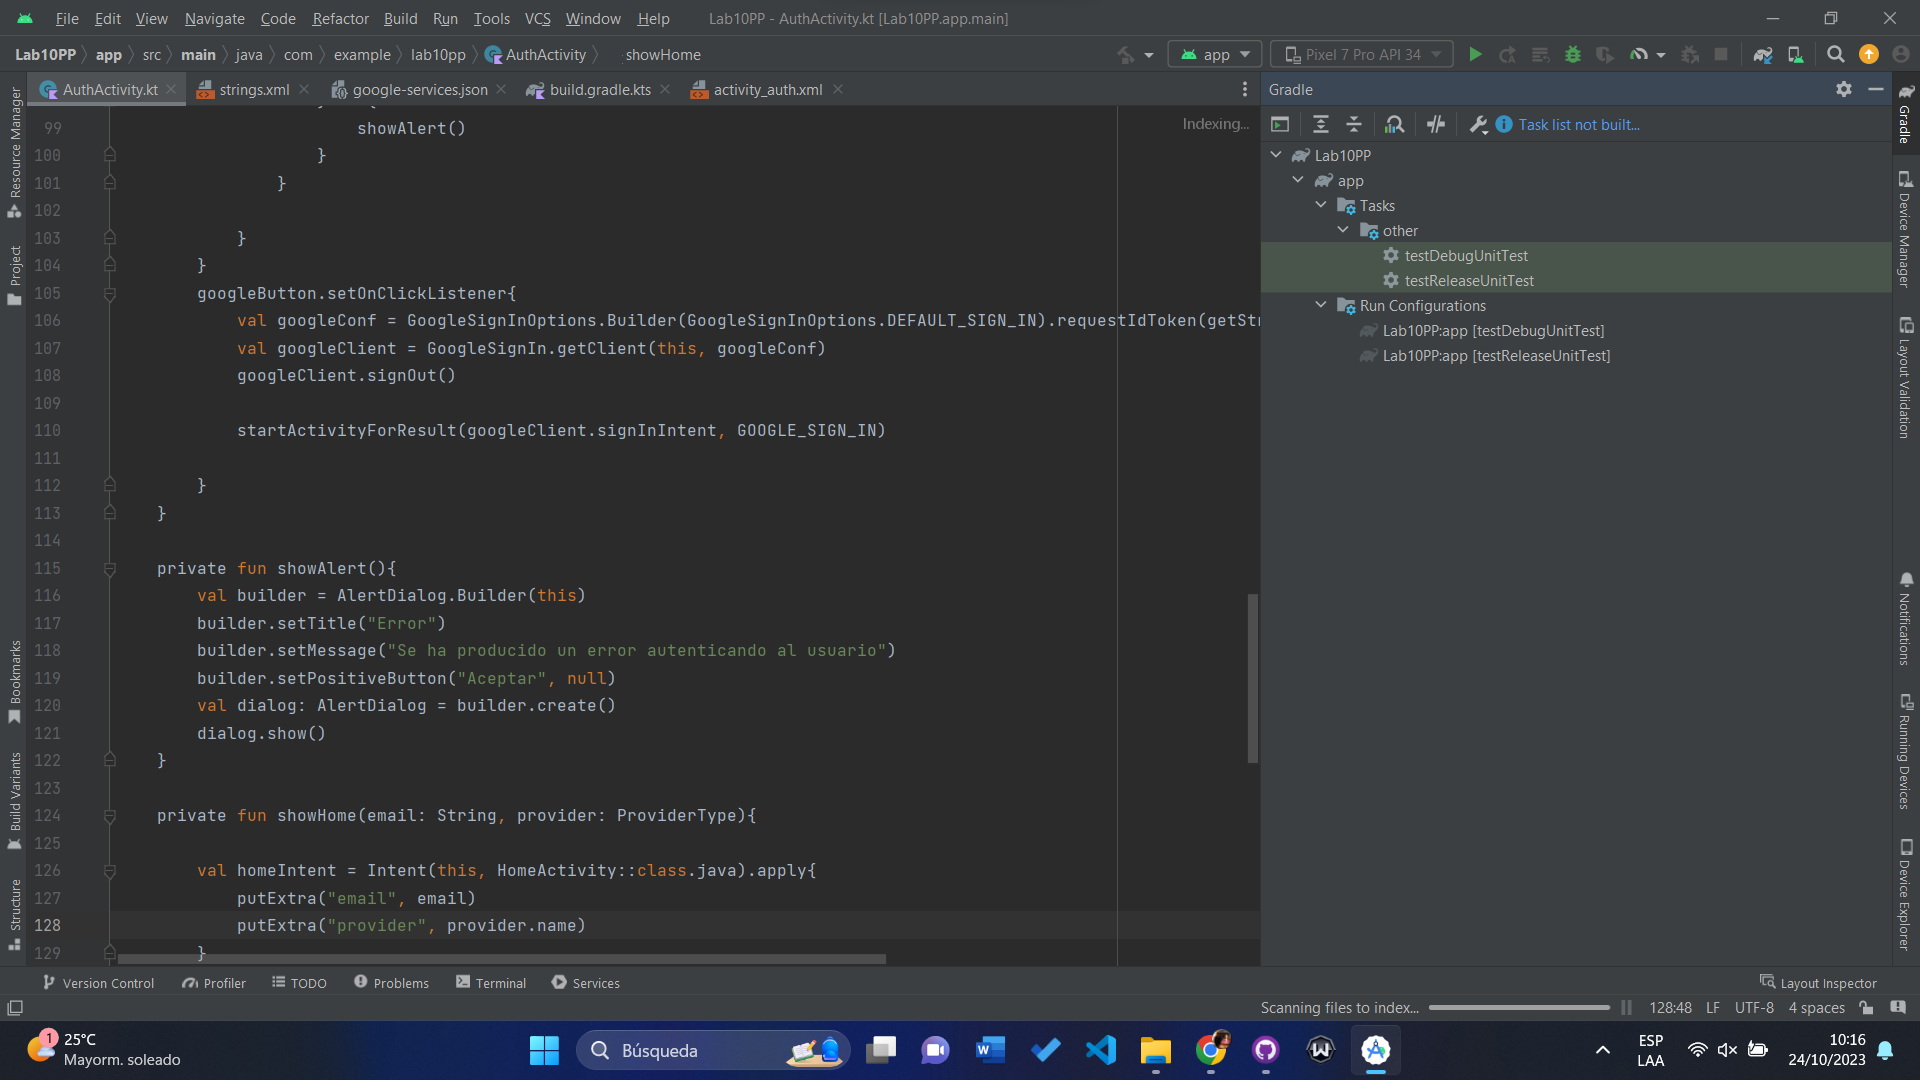 File Edit View Navigate Code Refactor Build Run Tools VCS Window Help Lab10PP - AuthActivity.kt [Lab10PP.app.main]
Lab10PP app src main java com example lab10pp AuthActivity showHome app Pixel 7 Pro API 34
AuthActivity.kt strings.xml google-services.json build.gradle.kts activity_auth.xml
Indexing...
99 showAlert()
100 }
101 }
102
103 }
104 }
105 googleButton.setOnClickListener{
106 val googleConf = GoogleSignInOptions.Builder(GoogleSignInOptions.DEFAULT_SIGN_IN).requestIdToken(getStr
107 val googleClient = GoogleSignIn.getClient(this, googleConf)
108 googleClient.signOut()
109
110 startActivityForResult(googleClient.signInIntent, GOOGLE_SIGN_IN)
111
112 }
113 }
114
115 private fun showAlert(){
116 val builder = AlertDialog.Builder(this)
117 builder.setTitle("Error")
118 builder.setMessage("Se ha producido un error autenticando al usuario")
119 builder.setPositiveButton("Aceptar", null)
120 val dialog: AlertDialog = builder.create()
121 dialog.show()
122 }
123
124 private fun showHome(email: String, provider: ProviderType){
125
126 val homeIntent = Intent(this, HomeActivity::class.java).apply{
127 putExtra("email", email)
128 putExtra("provider", provider.name)
129 }
Gradle
Task list not built...
Lab10PP
app
Tasks
other
testDebugUnitTest
testReleaseUnitTest
Run Configurations
Lab10PP:app [testDebugUnitTest]
Lab10PP:app [testReleaseUnitTest]
Resource Manager
Project
Bookmarks
Build Variants
Structure
Gradle
Device Manager
Layout Validation
Notifications
Running Devices
Device Explorer
Version Control Profiler TODO Problems Terminal Services Layout Inspector
Scanning files to index... 128:48 LF UTF-8 4 spaces
1
25°C
Mayorm. soleado
Búsqueda
ESP
LAA
10:16
24/10/2023